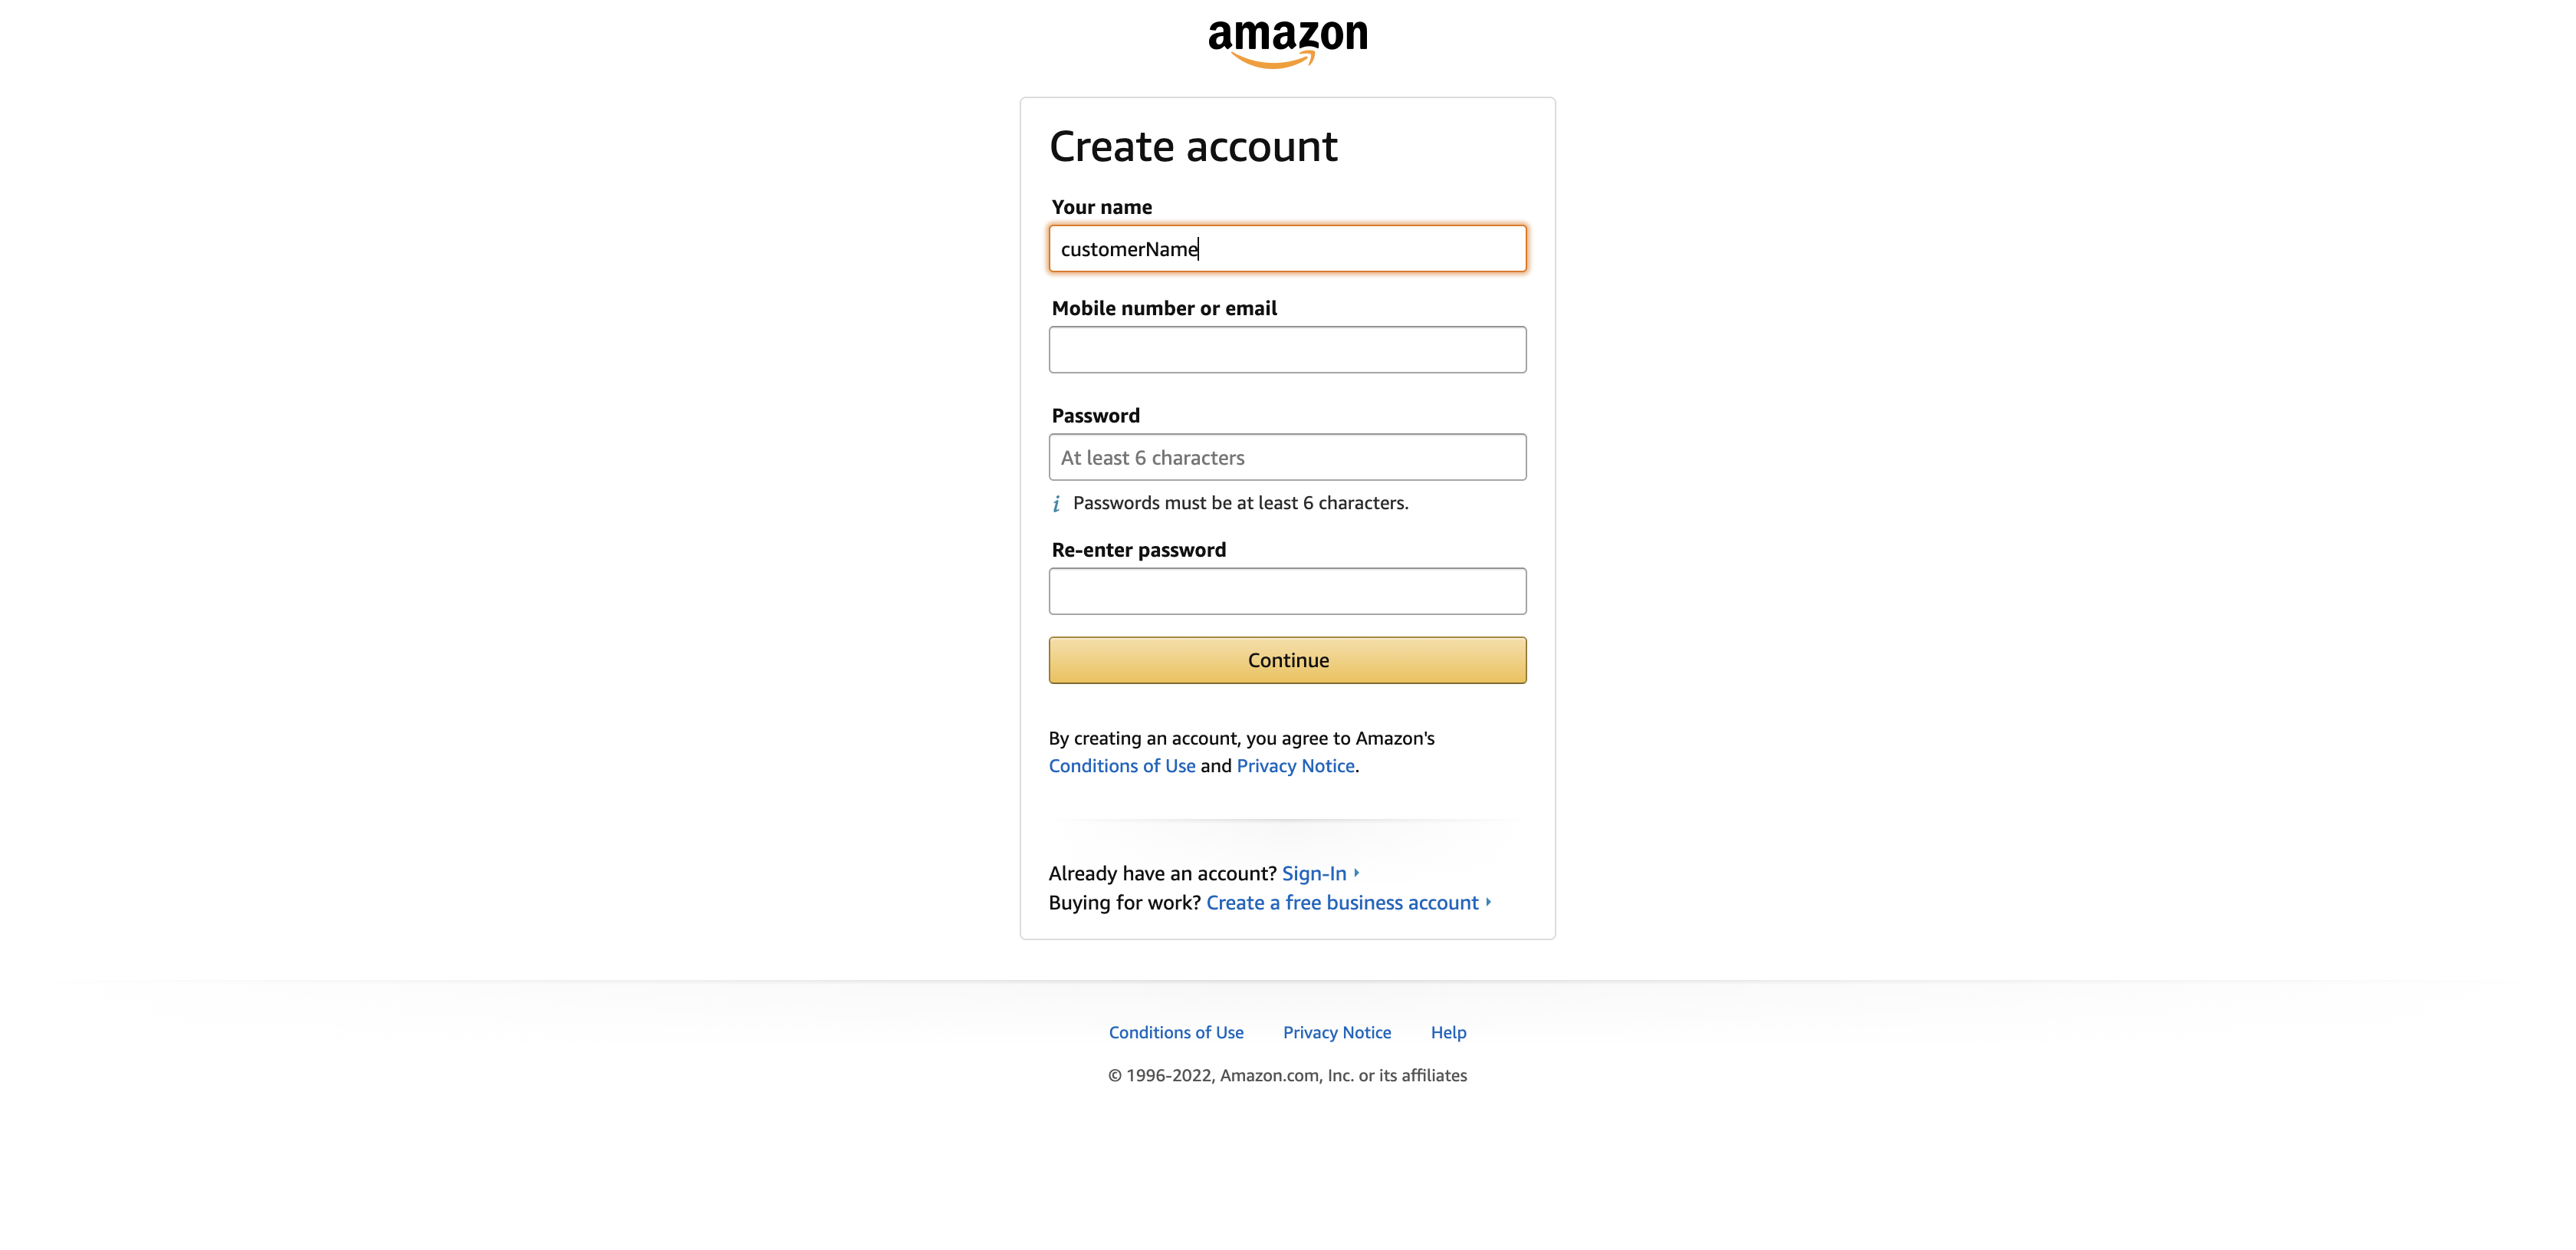 amazon
Create account
Your name
customerName
Mobile number or email
Password
At least 6 characters
i Passwords must be at least 6 characters.
Re-enter password
Continue
By creating an account, you agree to Amazon's
Conditions of Use and Privacy Notice.
Already have an account? Sign-In
Buying for work? Create a free business account
Conditions of Use Privacy Notice Help
© 1996-2022, Amazon.com, Inc. or its affiliates